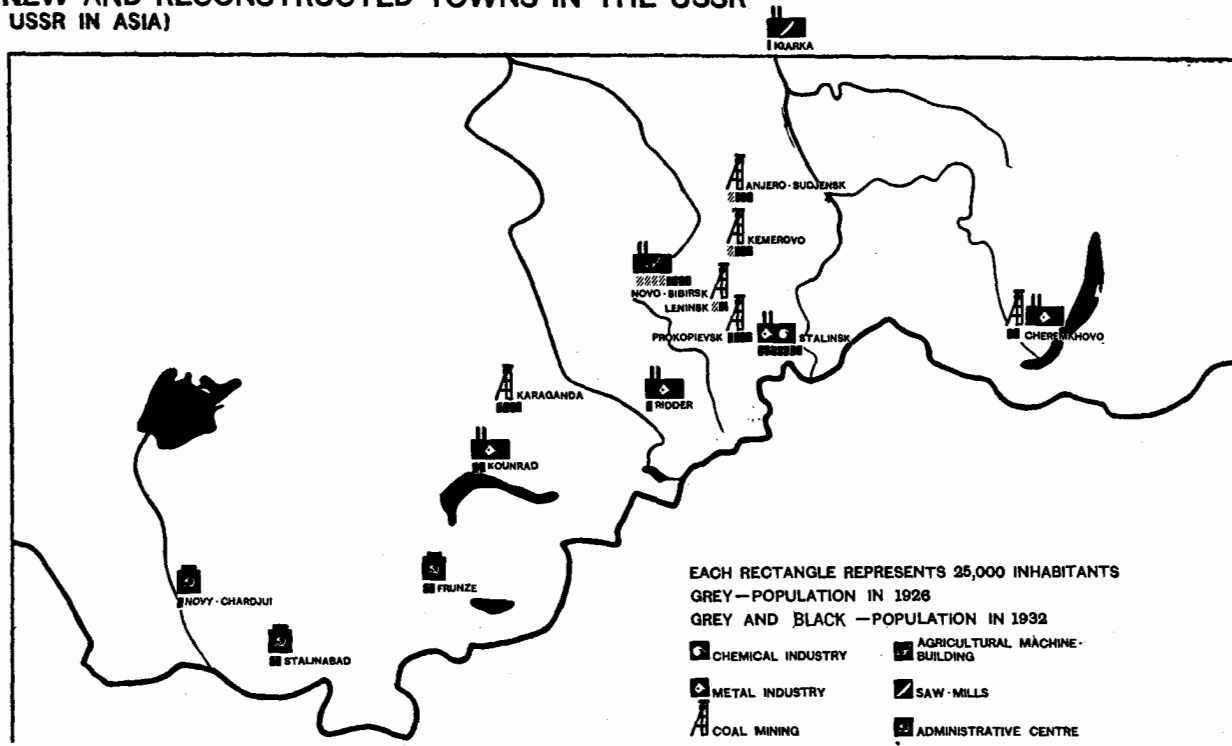 NEW AND RECONSTRUCTED TOWNS IN THE USSR
USSR IN ASIA)
IGARKA
ANJERO-SUDJENSK
KEMEROVO
NOVO-SIBIRSK
LENINSK
PROKOPIEVSK
STALINSK
CHEREMKHOVO
KARAGANDA
RIDDER
KOUNRAD
FRUNZE
NOVY-CHARDJUI
STALINABAD
EACH RECTANGLE REPRESENTS 25,000 INHABITANTS
GREY—POPULATION IN 1926
GREY AND BLACK—POPULATION IN 1932
CHEMICAL INDUSTRY
AGRICULTURAL MACHINE-
BUILDING
METAL INDUSTRY
SAW-MILLS
COAL MINING
ADMINISTRATIVE CENTRE